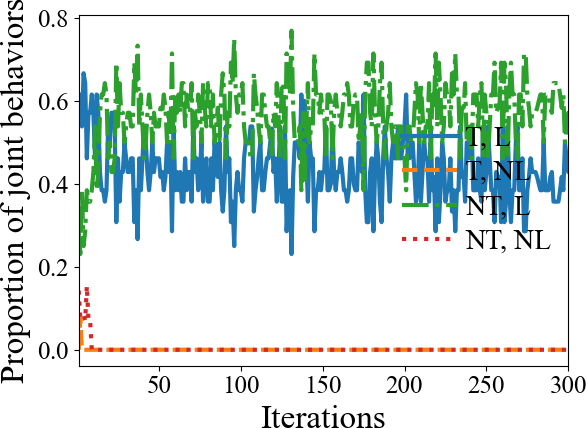 Proportion of joint behaviors
0.8
0.6
0.4
0.2
0.0
T, L
T, NL
NT, L
NT, NL
50
100
150
200
250
300
Iterations